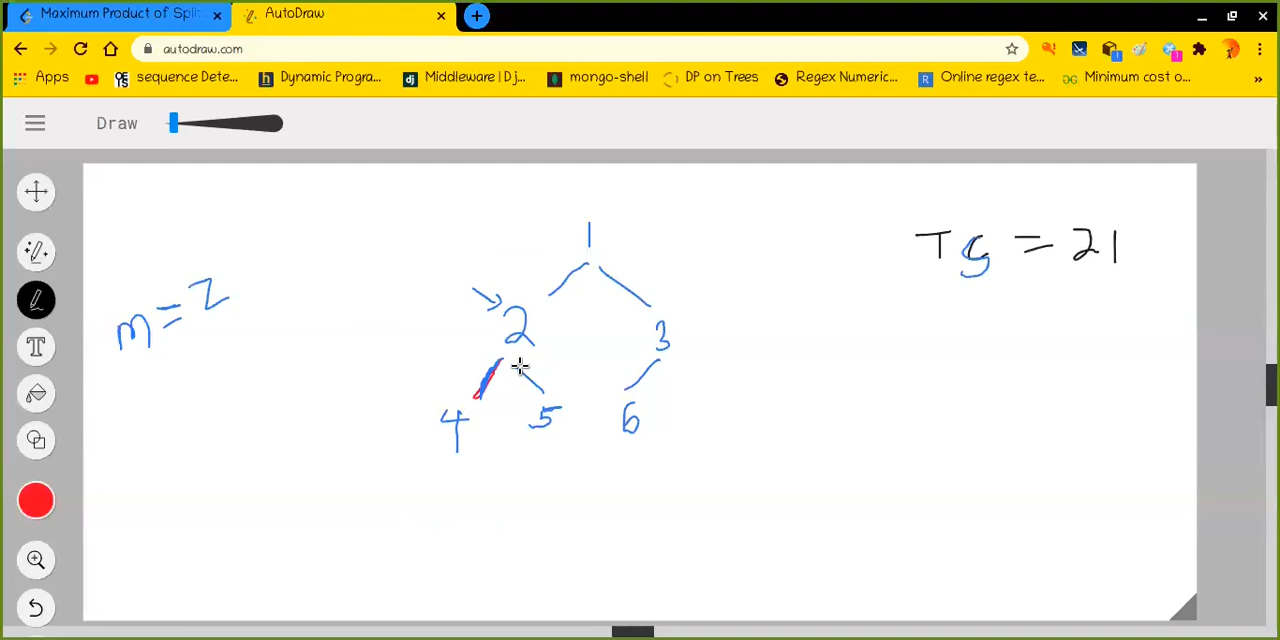 Maximum Product of Spli
AutoDraw
autodraw.com
Apps
sequence Dete...
Dynamic Progra...
Middleware | Dj...
mongo-shell
DP on Trees
Regex Numeric...
Online regex te...
Minimum cost o...
»
Draw
1
TS = 21
m = 2
2
3
4
5
6